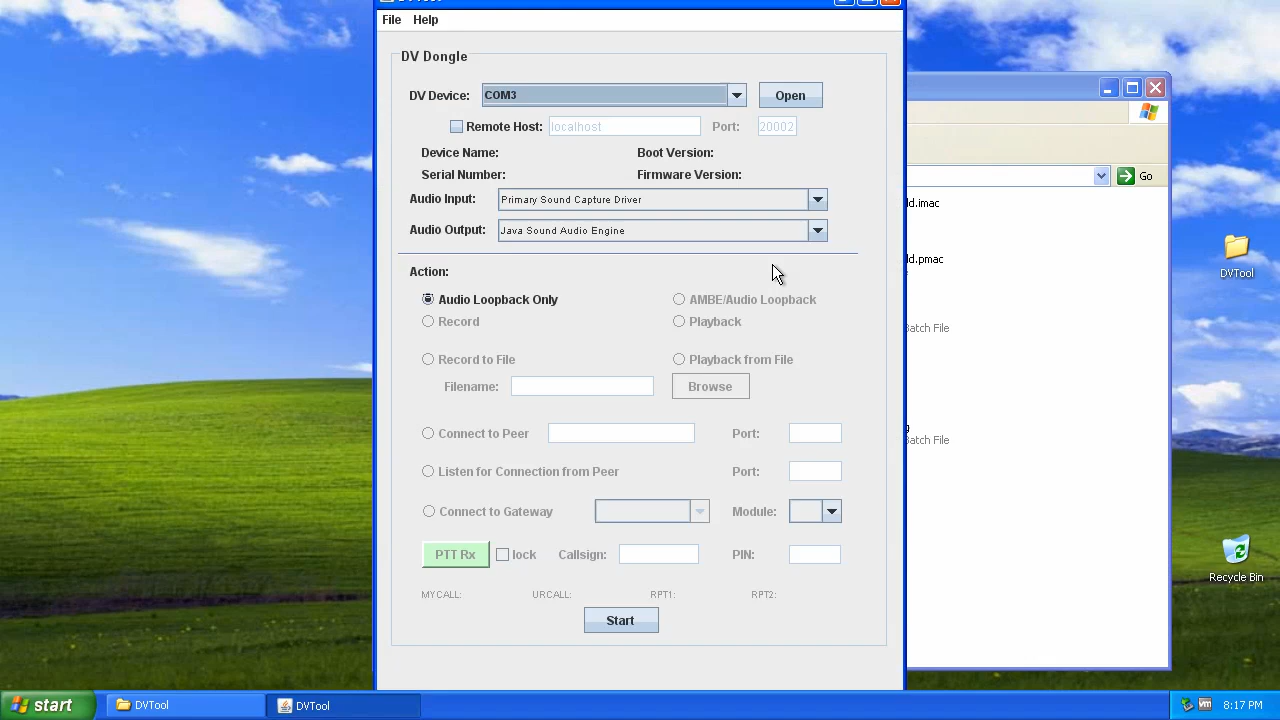 File Help
DV Dongle
DV Device: COM3 Open
Remote Host: localhost Port: 20002
Device Name: Boot Version:
Serial Number: Firmware Version:
Audio Input: Primary Sound Capture Driver
Audio Output: Java Sound Audio Engine
Action:
Audio Loopback Only AMBE/Audio Loopback
Record Playback
Record to File Playback from File
Filename: Browse
Connect to Peer Port:
Listen for Connection from Peer Port:
Connect to Gateway Module:
PTT Rx lock Callsign: PIN:
MYCALL: URCALL: RPT1: RPT2:
Start
Go
ld.imac
ld.pmac
Batch File
Batch File
DVTool
Recycle Bin
start DVTool DVTool 8:17 PM